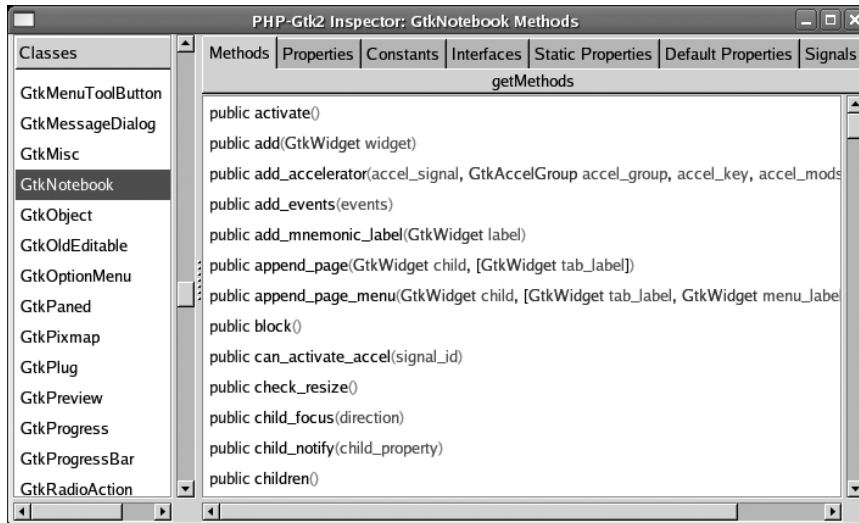 PHP-Gtk2 Inspector: GtkNotebook Methods
Classes
GtkMenuToolButton
GtkMessageDialog
GtkMisc
GtkNotebook
GtkObject
GtkOldEditable
GtkOptionMenu
GtkPaned
GtkPixmap
GtkPlug
GtkPreview
GtkProgress
GtkProgressBar
GtkRadioAction
Methods Properties Constants Interfaces Static Properties Default Properties Signals
getMethods
public activate()
public add(GtkWidget widget)
public add_accelerator(accel_signal, GtkAccelGroup accel_group, accel_key, accel_mods
public add_events(events)
public add_mnemonic_label(GtkWidget label)
public append_page(GtkWidget child, [GtkWidget tab_label])
public append_page_menu(GtkWidget child, [GtkWidget tab_label, GtkWidget menu_label
public block()
public can_activate_accel(signal_id)
public check_resize()
public child_focus(direction)
public child_notify(child_property)
public children()